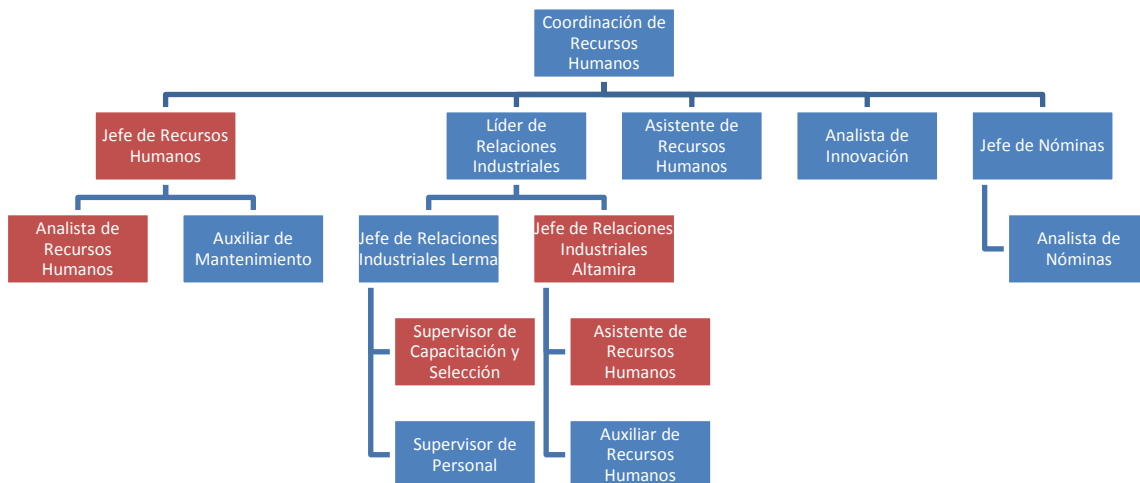 Coordinación de
Recursos
Humanos
Jefe de Recursos
Humanos
Líder de
Relaciones
Industriales
Asistente de
Recursos
Humanos
Analista de
Innovación
Jefe de Nóminas
Analista de
Recursos
Humanos
Auxiliar de
Mantenimiento
Jefe de Relaciones
Industriales Lerma
Jefe de Relaciones
Industriales
Altamira
Analista de
Nóminas
Supervisor de
Capacitación y
Selección
Asistente de
Recursos
Humanos
Supervisor de
Personal
Auxiliar de
Recursos
Humanos